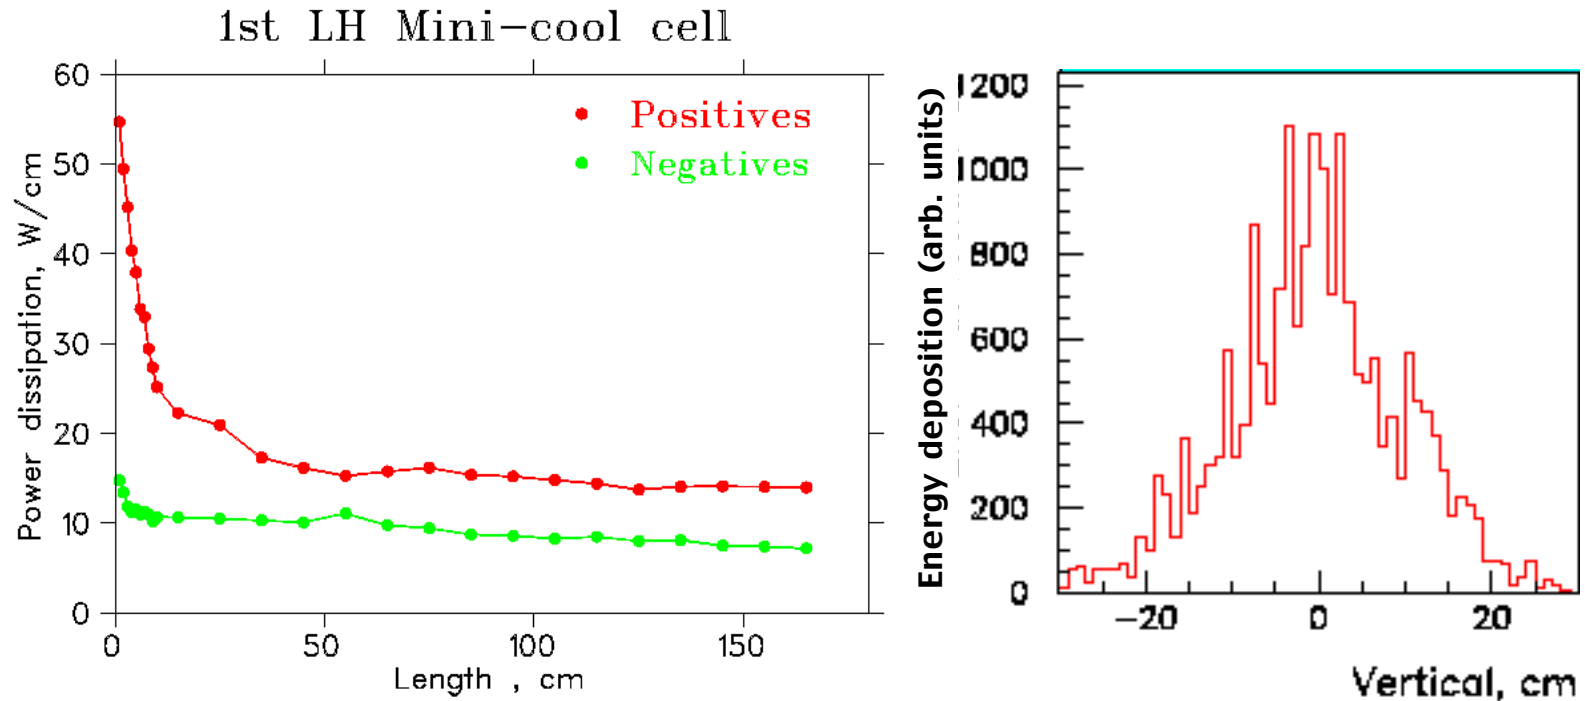 1st LH Mini-cool cell
Power dissipation, W/cm
60
50
40
30
20
10
0
Positives
Negatives
0 50 100 150
Length , cm
Energy deposition (arb. units)
1200
1000
800
600
400
200
0
-20 0 20
Vertical, cm